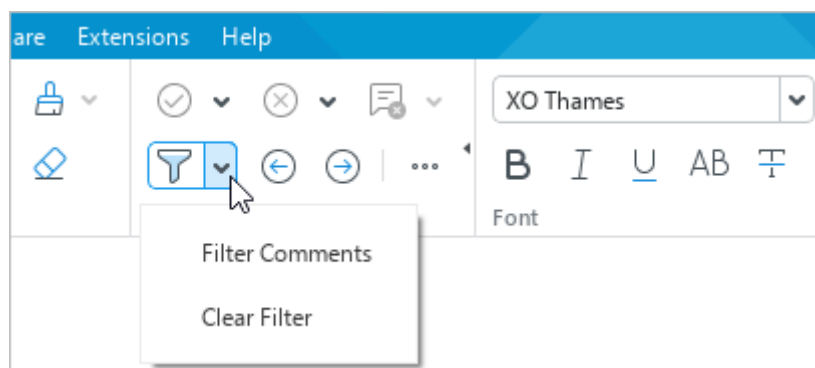 are Extensions Help
XO Thames
B I U AB T
Font
Filter Comments
Clear Filter